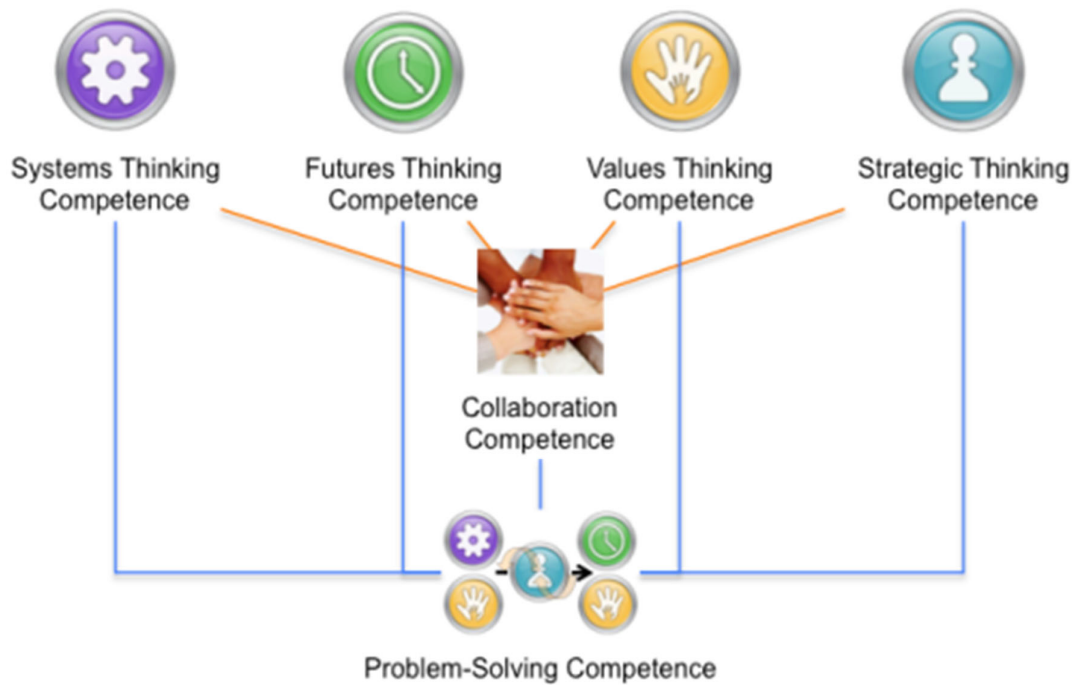 Systems Thinking
Competence
Futures Thinking
Competence
Values Thinking
Competence
Strategic Thinking
Competence
Collaboration
Competence
Problem-Solving Competence